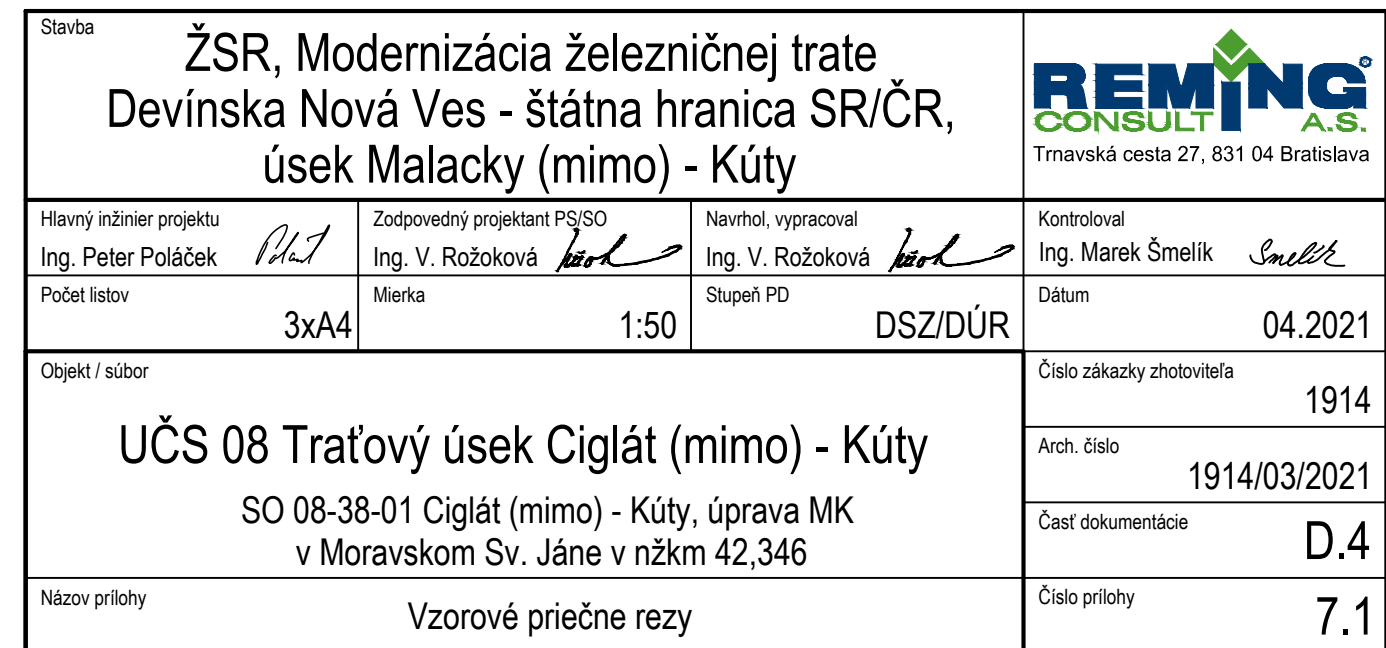 Stavba
ŽSR, Modernizácia železničnej trate
Devínska Nová Ves - štátna hranica SR/ČR,
úsek Malacky (mimo) - Kúty
REMING®
CONSULT A.S.
Trnavská cesta 27, 831 04 Bratislava
Hlavný inžinier projektu
Ing. Peter Poláček
Zodpovedný projektant PS/SO
Ing. V. Rožoková
Navrhol, vypracoval
Ing. V. Rožoková
Kontroloval
Ing. Marek Šmelík Smelík
Počet listov
3xA4
Mierka
1:50
Stupeň PD
DSZ/DÚR
Dátum
04.2021
Objekt / súbor
UČS 08 Traťový úsek Ciglát (mimo) - Kúty
SO 08-38-01 Ciglát (mimo) - Kúty, úprava MK
v Moravskom Sv. Jáne v nžkm 42,346
Číslo zákazky zhotoviteľa
1914
Arch. číslo
1914/03/2021
Časť dokumentácie
D.4
Názov prílohy
Vzorové priečne rezy
Číslo prílohy
7.1